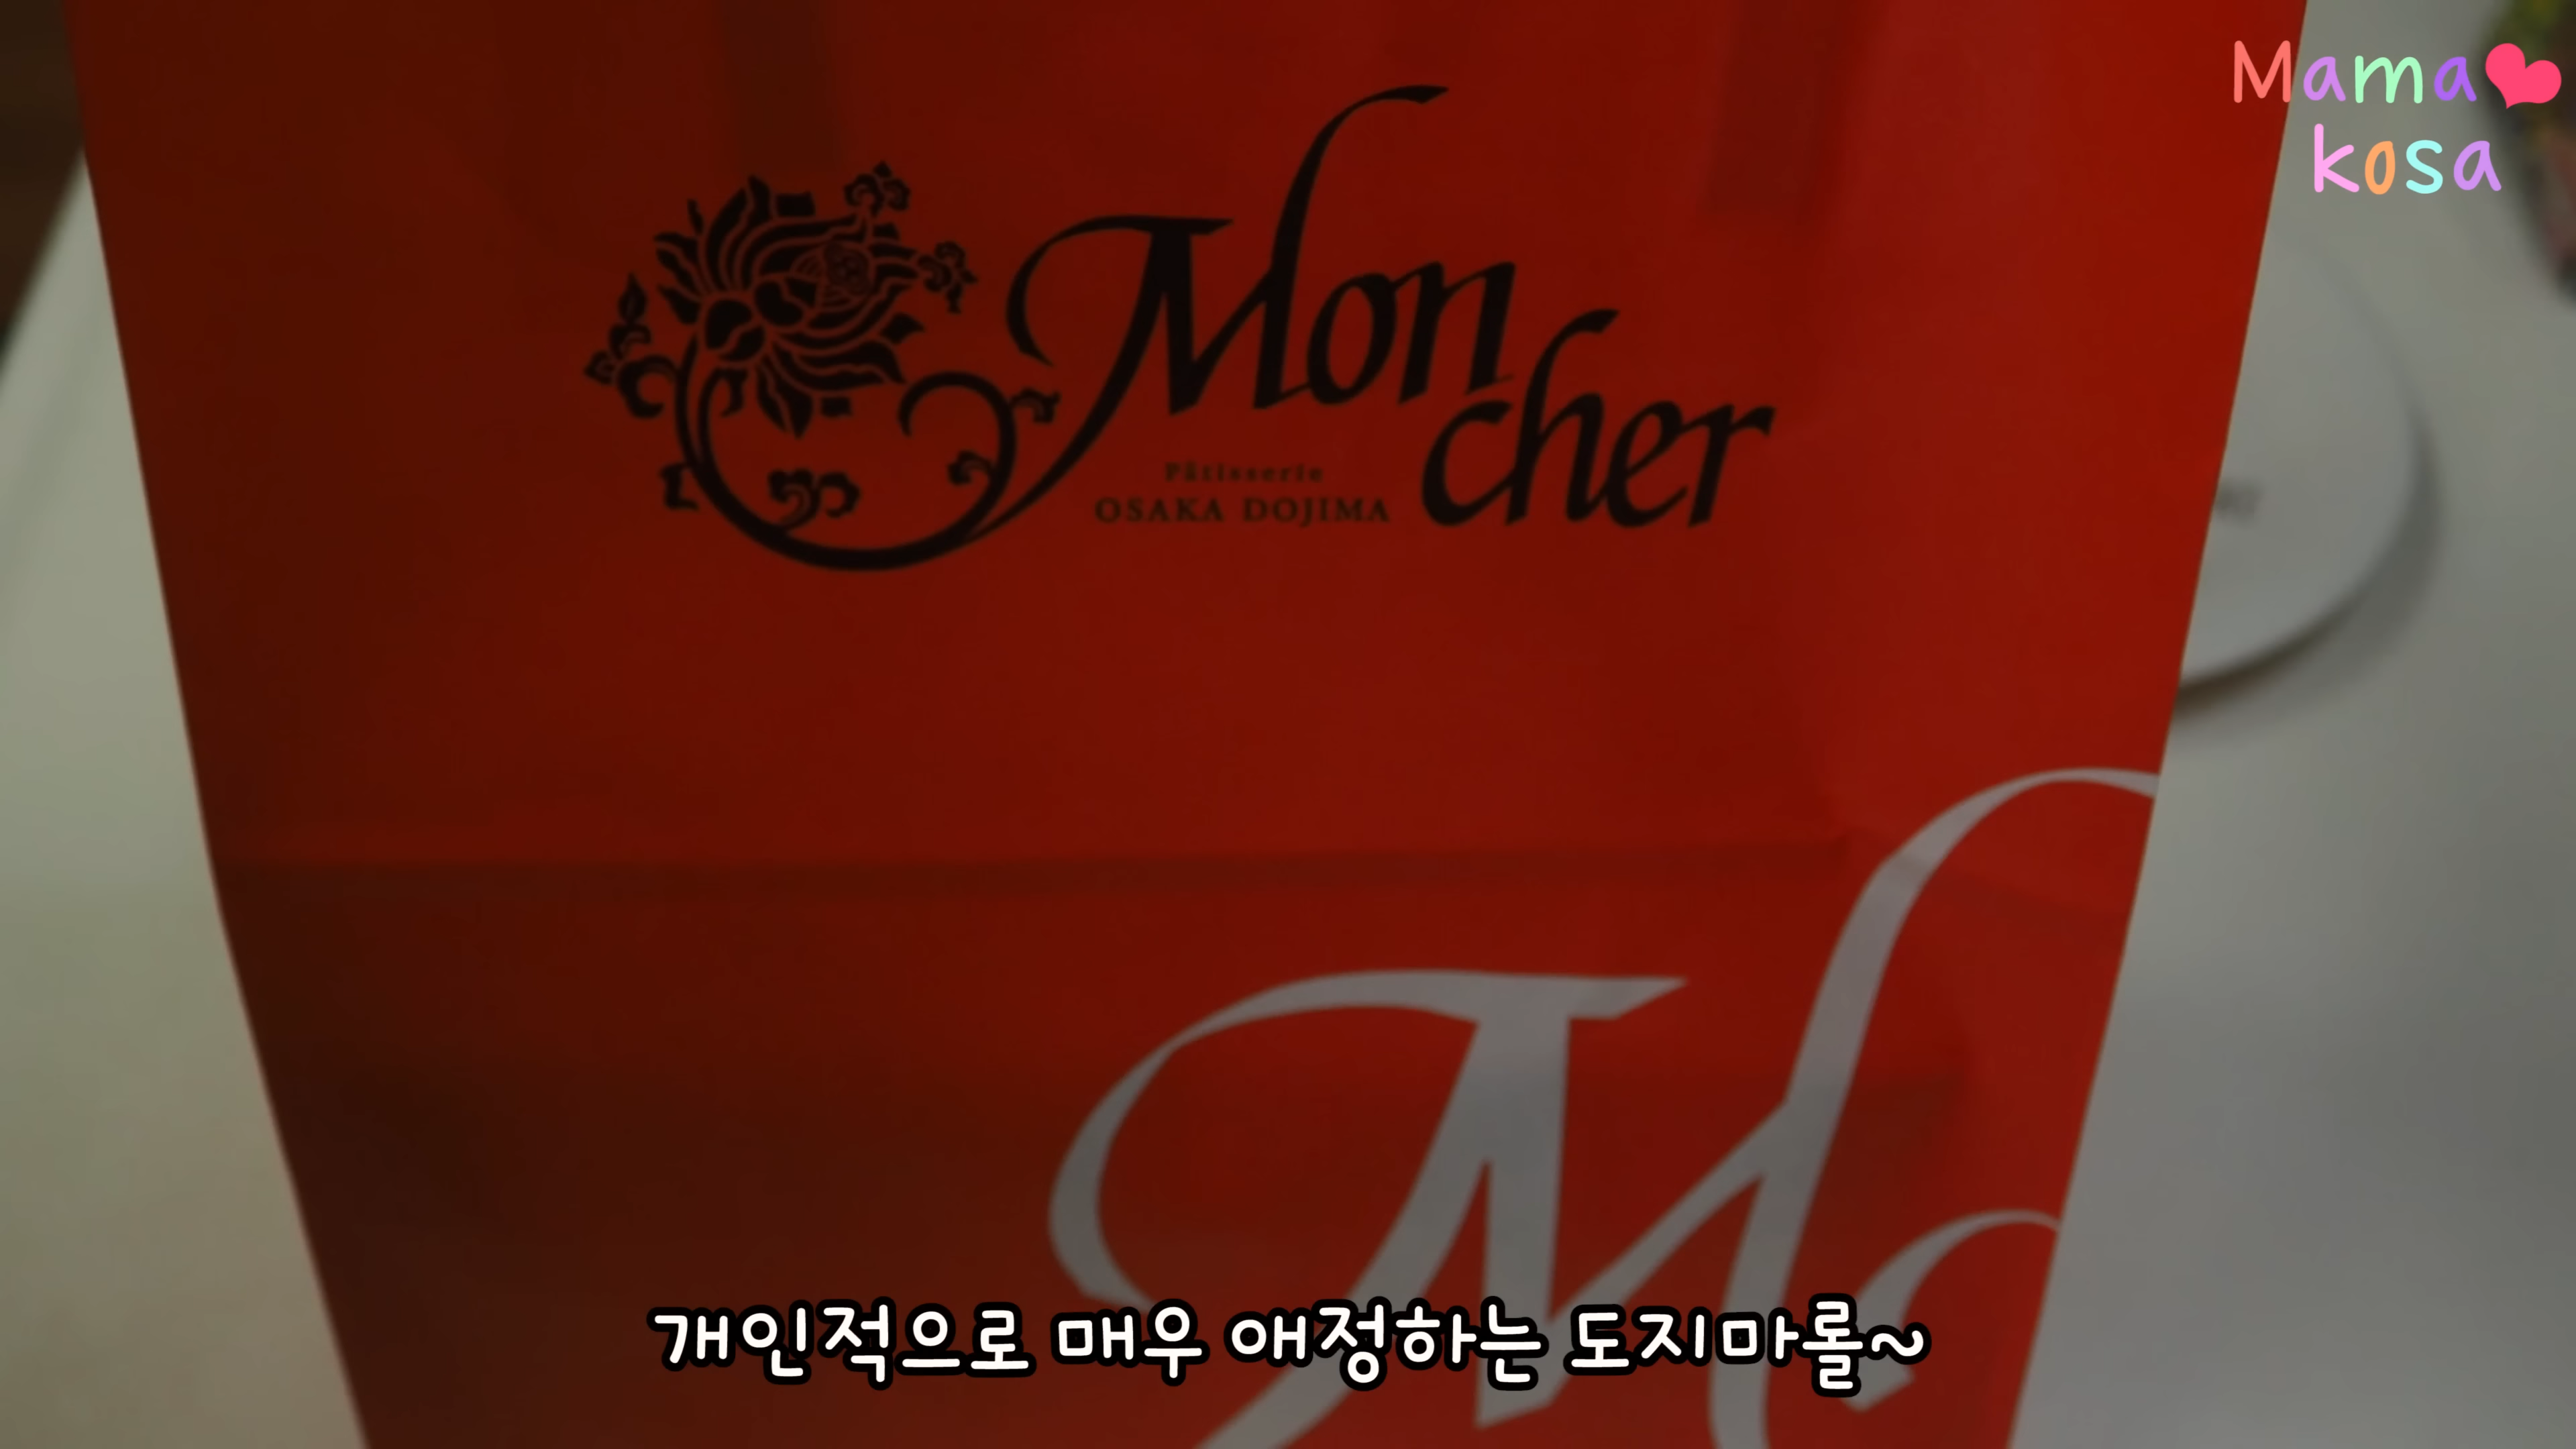 Mama
kosa
Mon
cher
Pâtisserie
OSAKA DOJIMA
M
개인적으로 매우 애정하는 도지마롤~